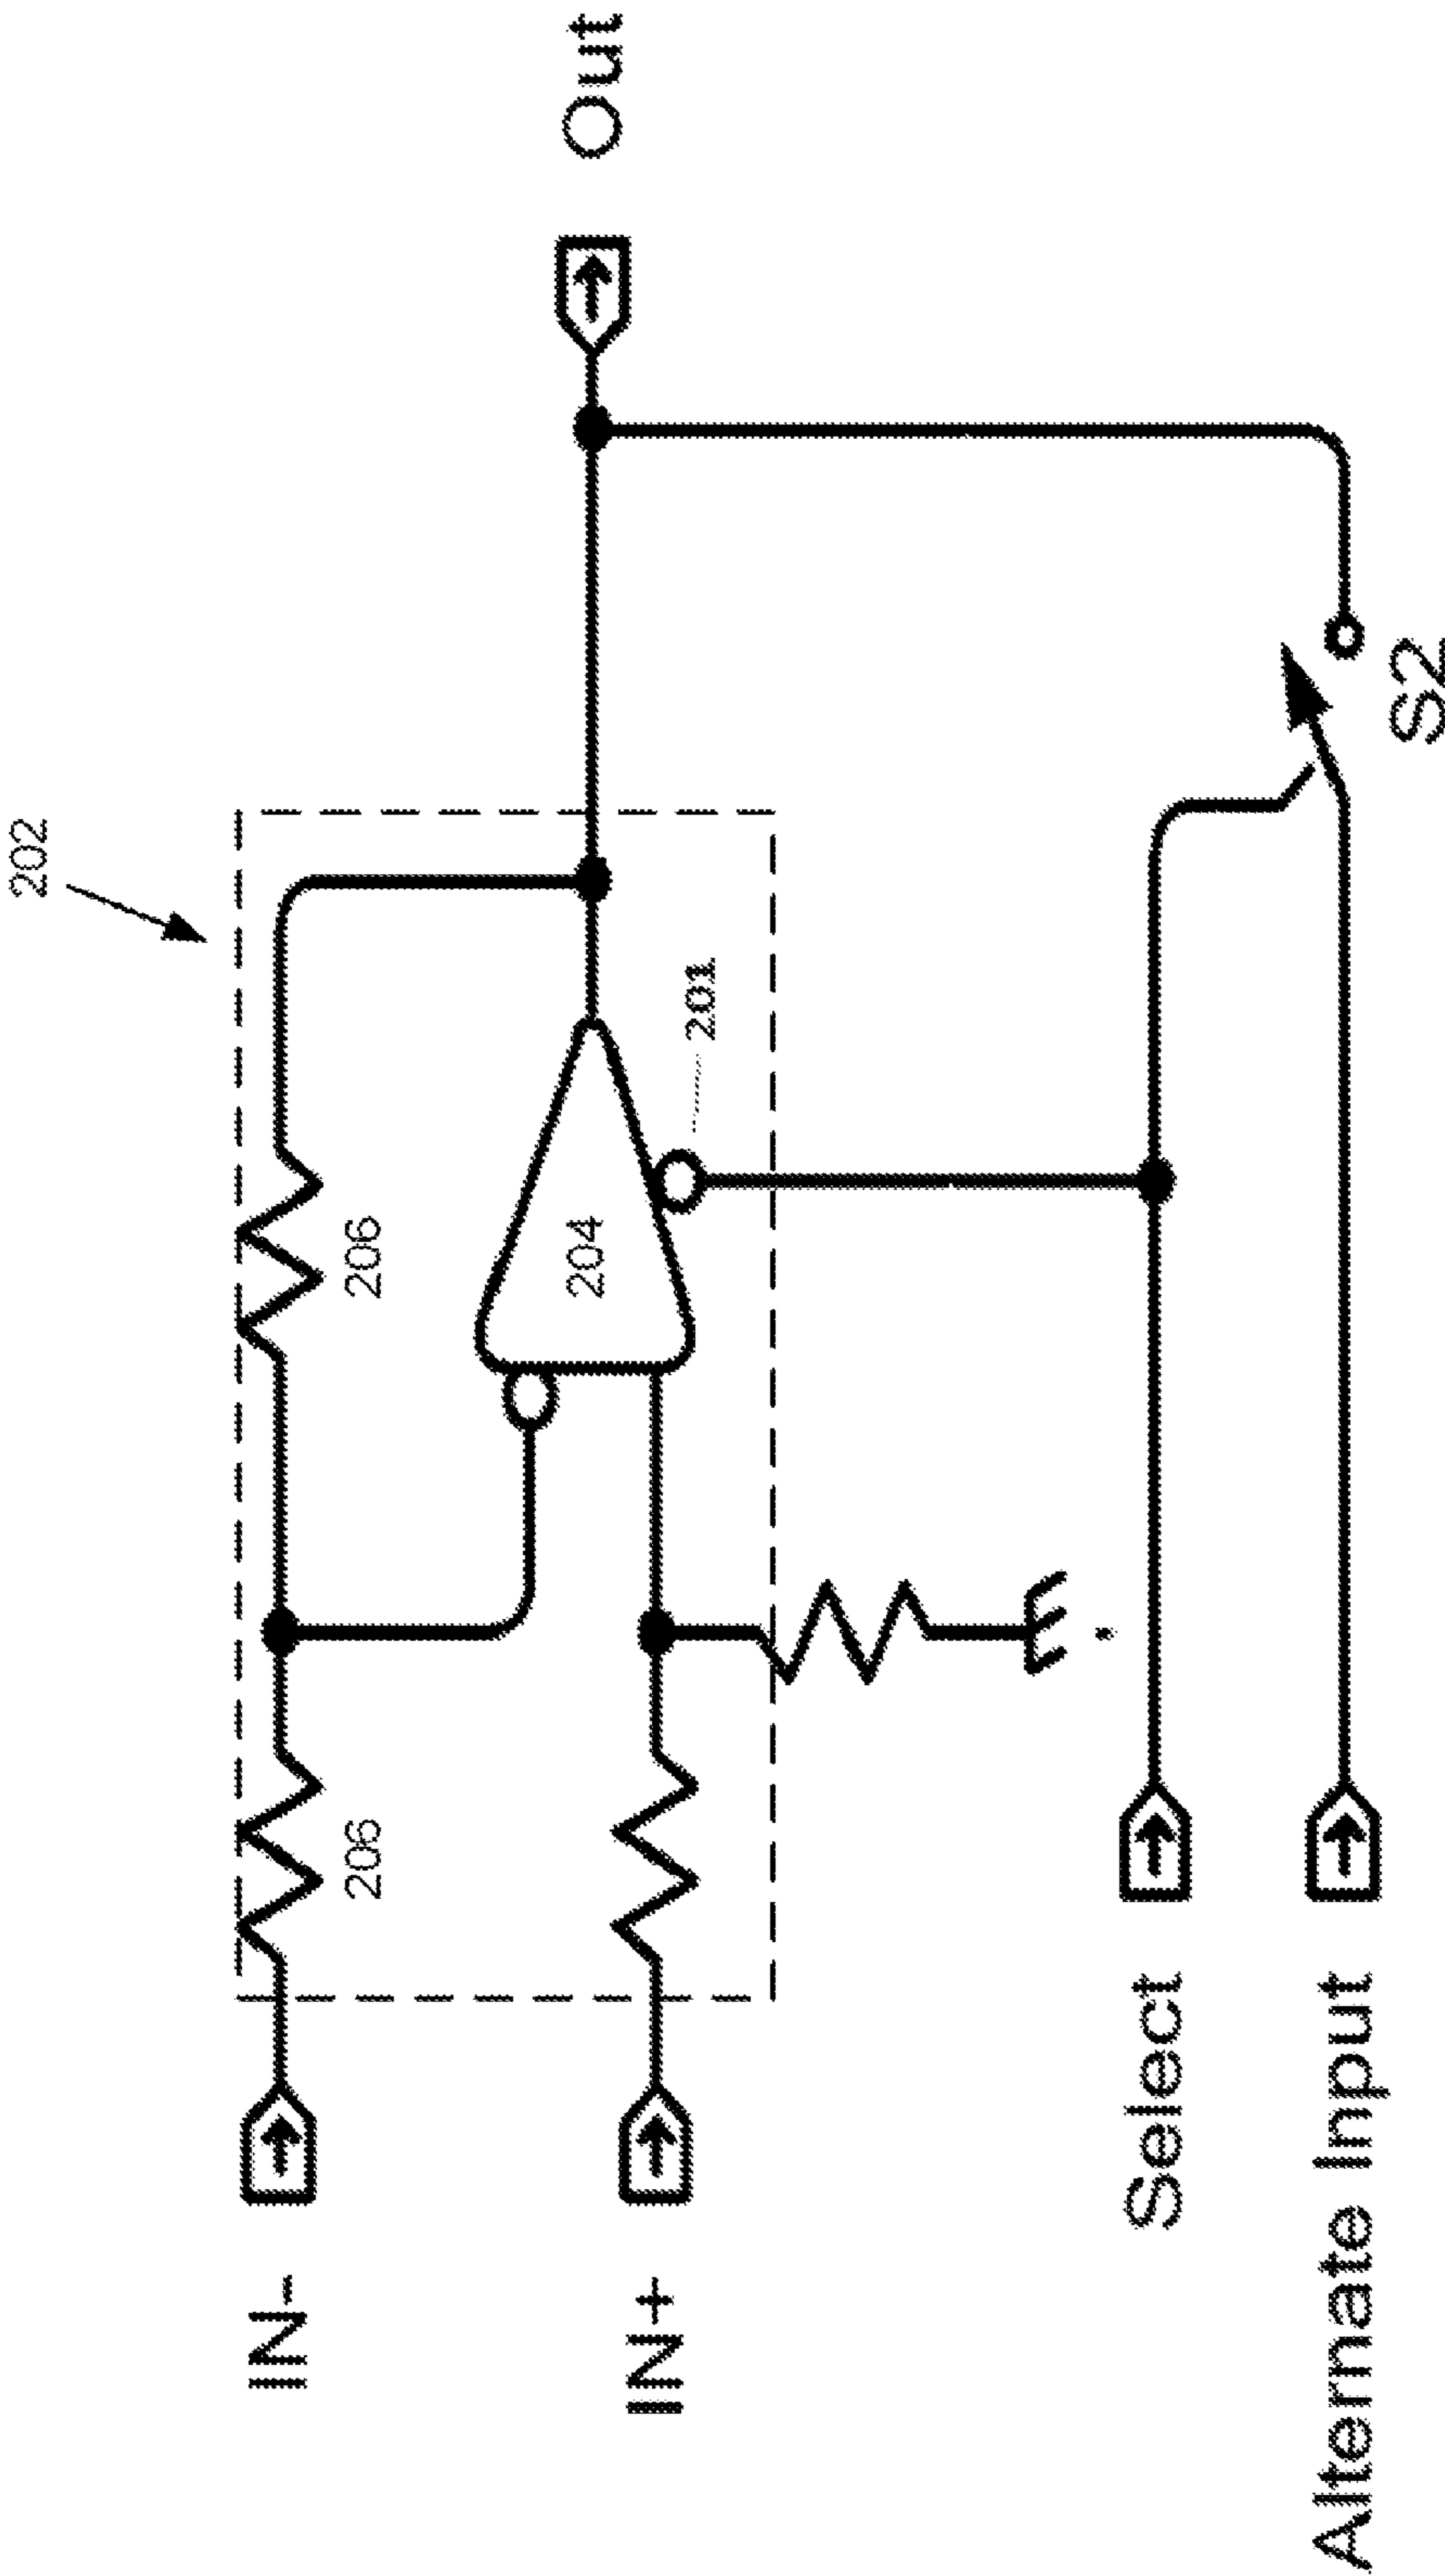 202
IN-
206
206
Out
204
201
IN+
Select
Alternate Input
S2